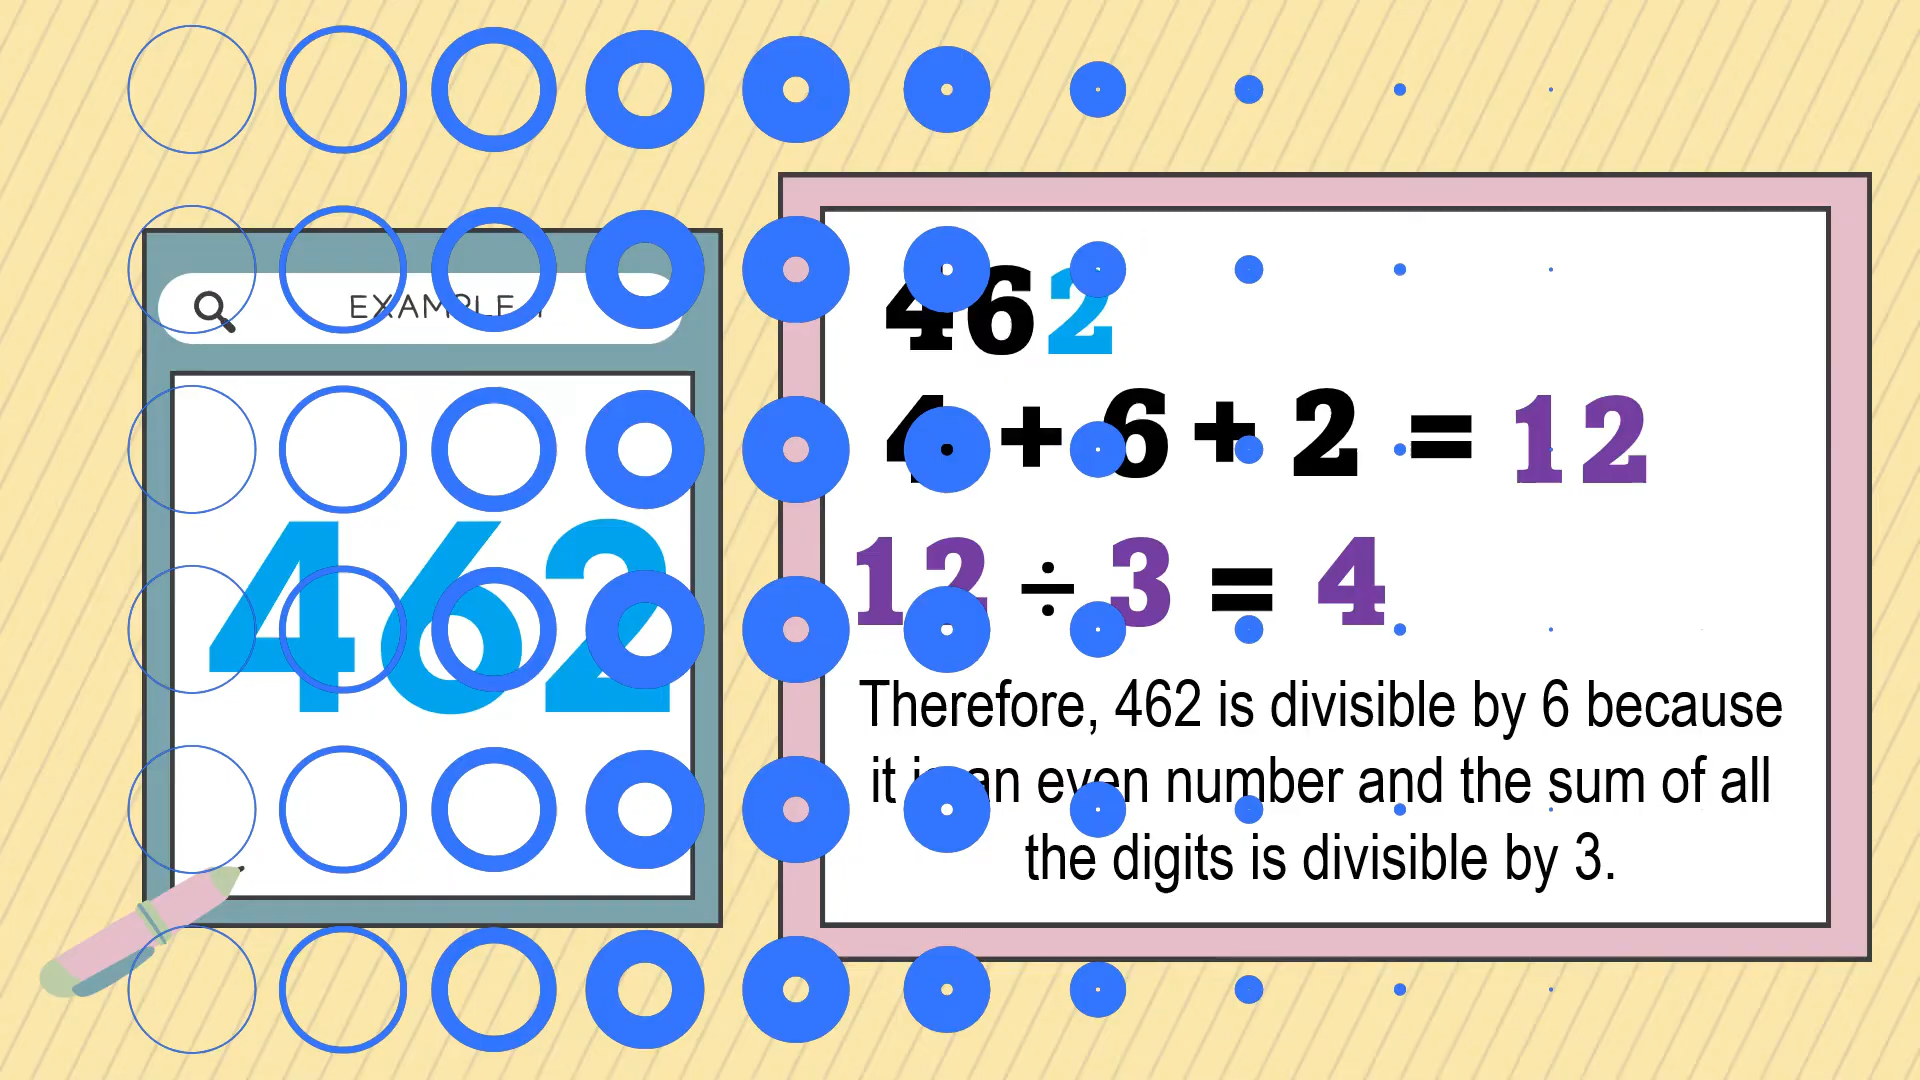 EXAMPLE
462
462
4 + 6 + 2 = 12
12 ÷ 3 = 4
Therefore, 462 is divisible by 6 because
it is an even number and the sum of all
the digits is divisible by 3.